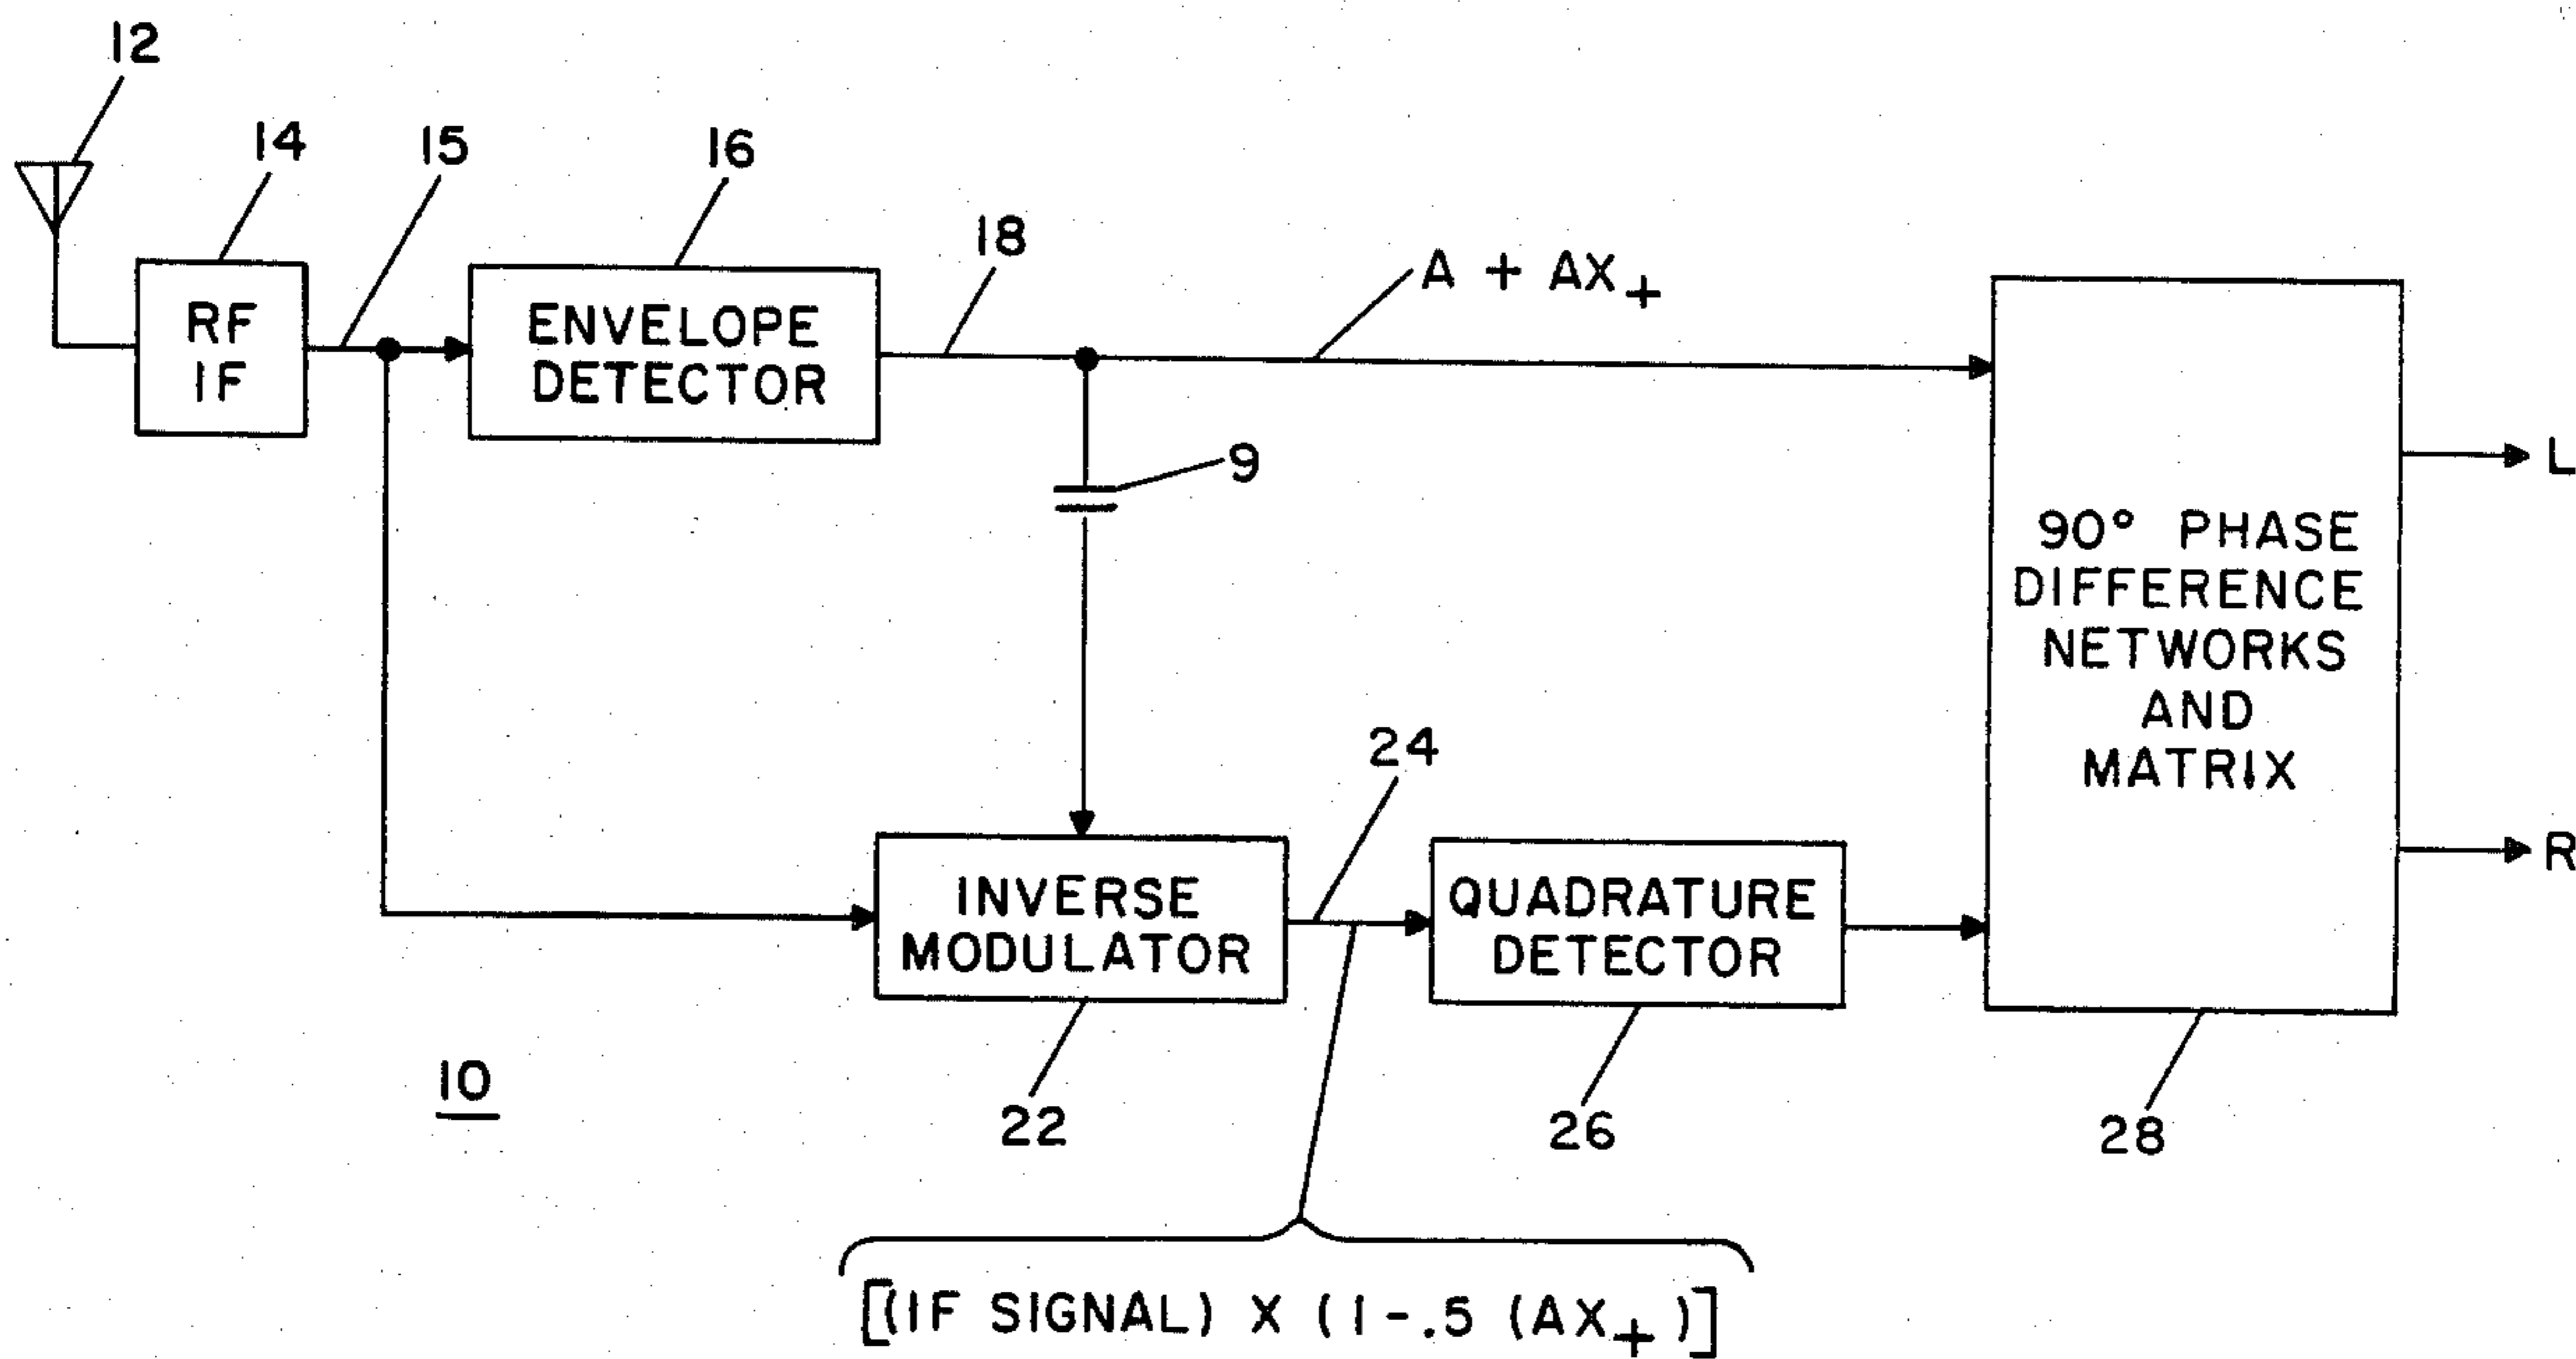 12
14
15
16
18
A + AX+
RF
IF
ENVELOPE
DETECTOR
9
L
90° PHASE
DIFFERENCE
NETWORKS
AND
MATRIX
24
INVERSE
MODULATOR
QUADRATURE
DETECTOR
R
10
22
26
28
[(IF SIGNAL) X (1-.5 (AX+)]